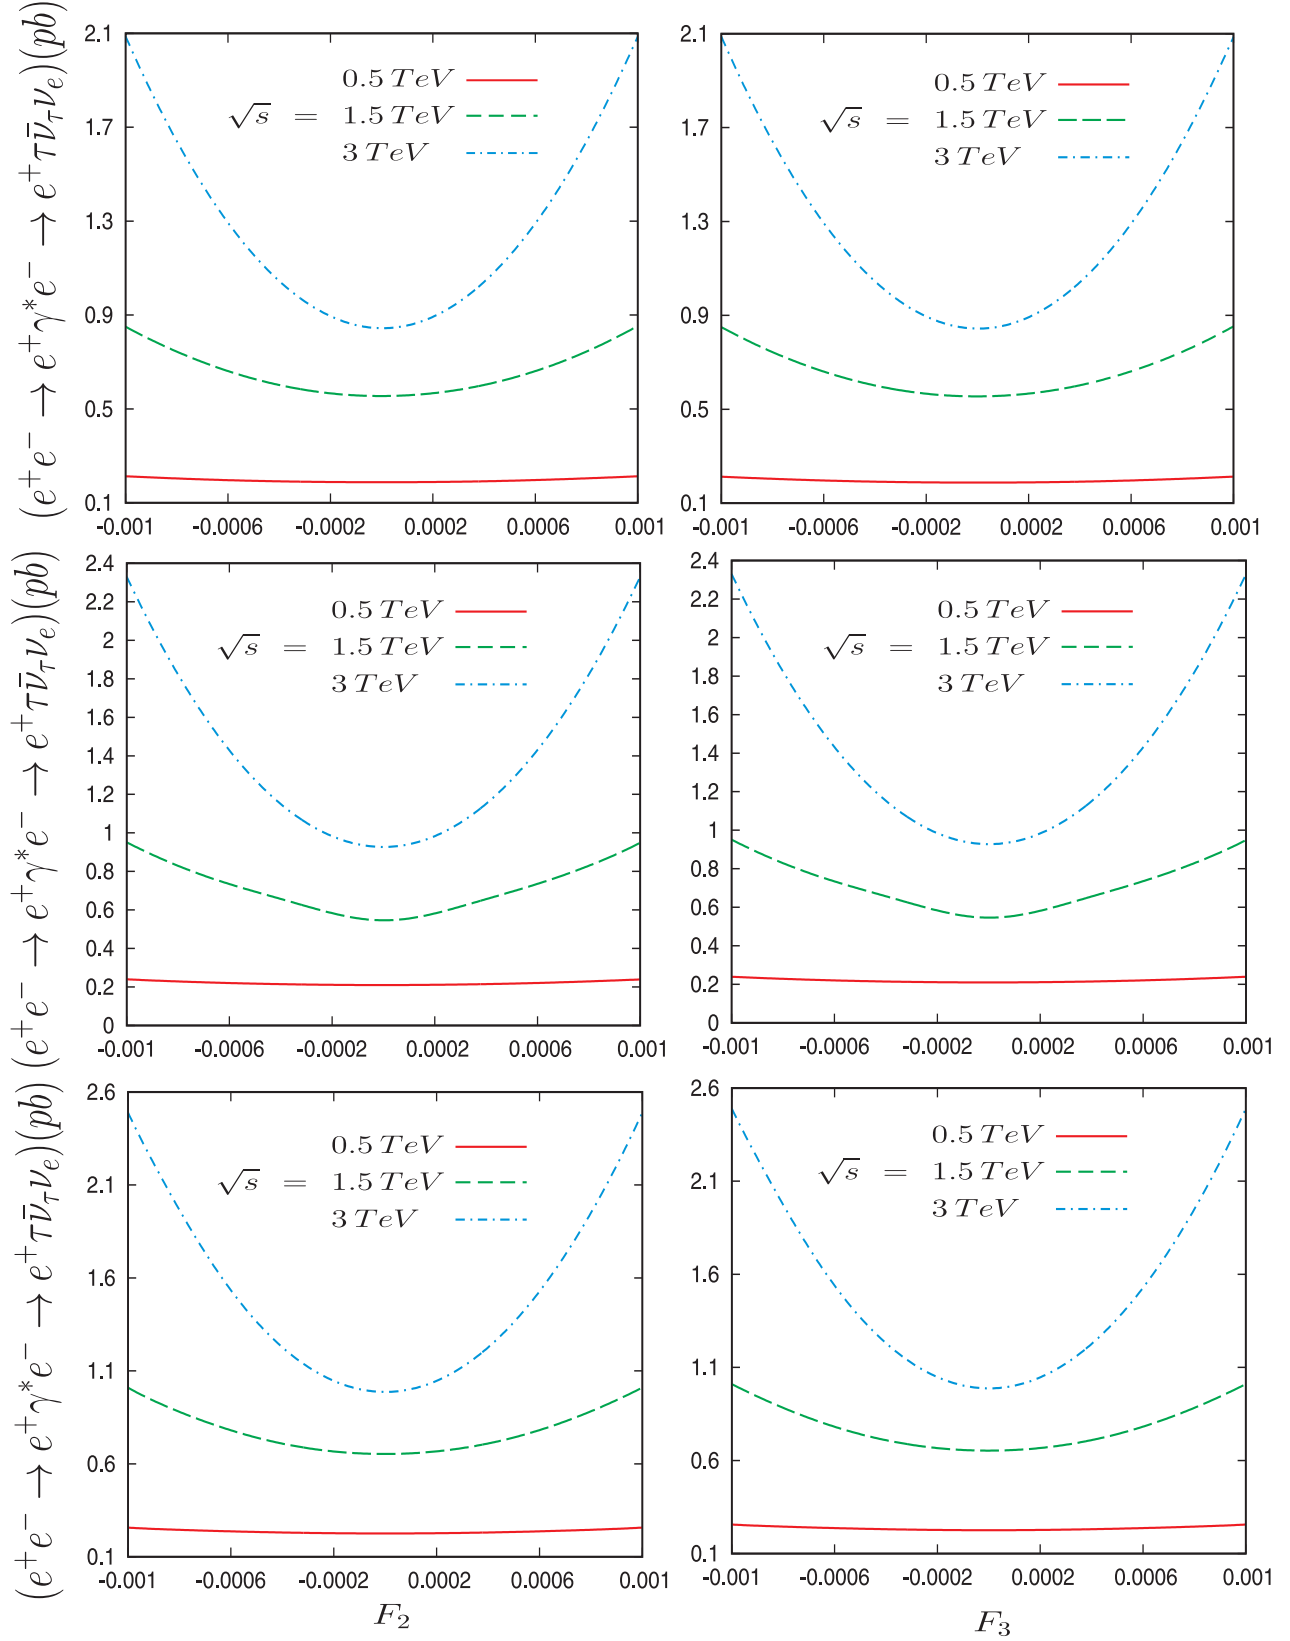 (e⁺e⁻ → e⁺γ*e⁻ → e⁺τν̄_τν_e)(pb)
2.1
1.7
1.3
0.9
0.5
0.1
0.5 TeV
√s = 1.5 TeV
3 TeV
-0.001 -0.0006 -0.0002 0.0002 0.0006 0.001
2.1
1.7
1.3
0.9
0.5
0.1
0.5 TeV
√s = 1.5 TeV
3 TeV
-0.001 -0.0006 -0.0002 0.0002 0.0006 0.001
(e⁺e⁻ → e⁺γ*e⁻ → e⁺τν̄_τν_e)(pb)
2.4
2.2
2
1.8
1.6
1.4
1.2
1
0.8
0.6
0.4
0.2
0
0.5 TeV
√s = 1.5 TeV
3 TeV
-0.001 -0.0006 -0.0002 0.0002 0.0006 0.001
2.4
2.2
2
1.8
1.6
1.4
1.2
1
0.8
0.6
0.4
0.2
0
0.5 TeV
√s = 1.5 TeV
3 TeV
-0.001 -0.0006 -0.0002 0.0002 0.0006 0.001
(e⁺e⁻ → e⁺γ*e⁻ → e⁺τν̄_τν_e)(pb)
2.6
2.1
1.6
1.1
0.6
0.1
0.5 TeV
√s = 1.5 TeV
3 TeV
-0.001 -0.0006 -0.0002 0.0002 0.0006 0.001
F₂
2.6
2.1
1.6
1.1
0.6
0.1
0.5 TeV
√s = 1.5 TeV
3 TeV
-0.001 -0.0006 -0.0002 0.0002 0.0006 0.001
F₃